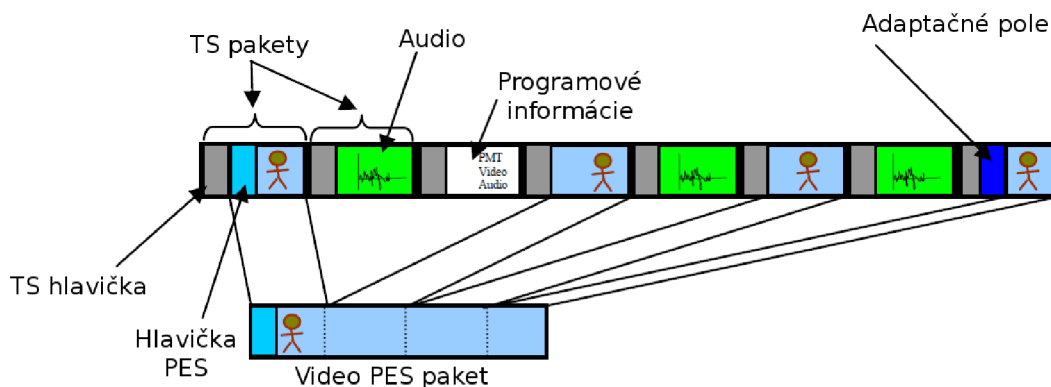 TS pakety
Audio
Adaptačné pole
Programové
informácie
PMT
Video
Audio
TS hlavička
Hlavička
PES
Video PES paket